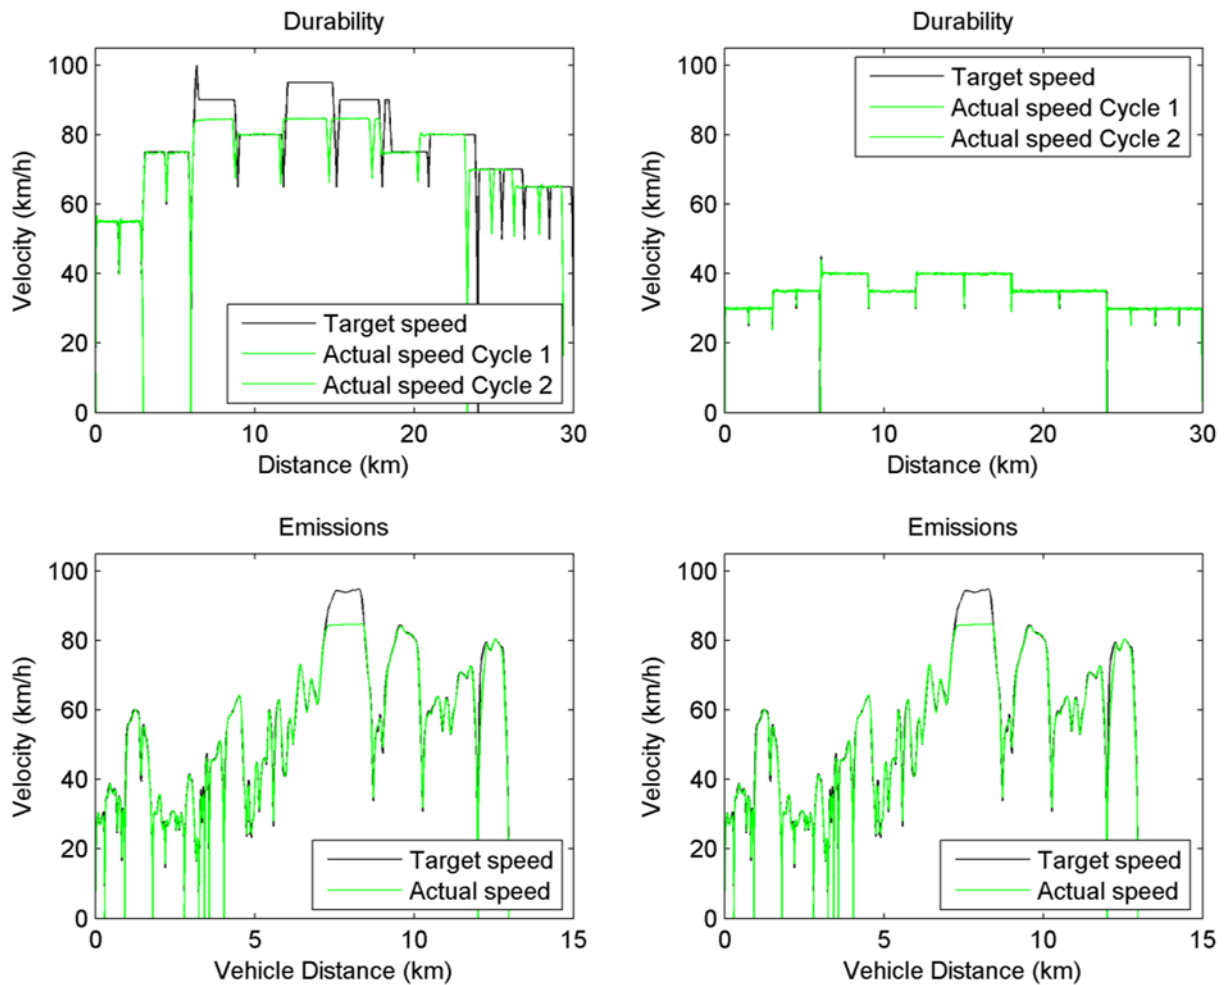 Durability
100
80
60
40
20
0
Velocity (km/h)
Target speed
Actual speed Cycle 1
Actual speed Cycle 2
0
10
20
30
Distance (km)
Durability
100
80
60
40
20
0
Velocity (km/h)
Target speed
Actual speed Cycle 1
Actual speed Cycle 2
0
10
20
30
Distance (km)
Emissions
100
80
60
40
20
0
Velocity (km/h)
Target speed
Actual speed
0
5
10
15
Vehicle Distance (km)
Emissions
100
80
60
40
20
0
Velocity (km/h)
Target speed
Actual speed
0
5
10
15
Vehicle Distance (km)